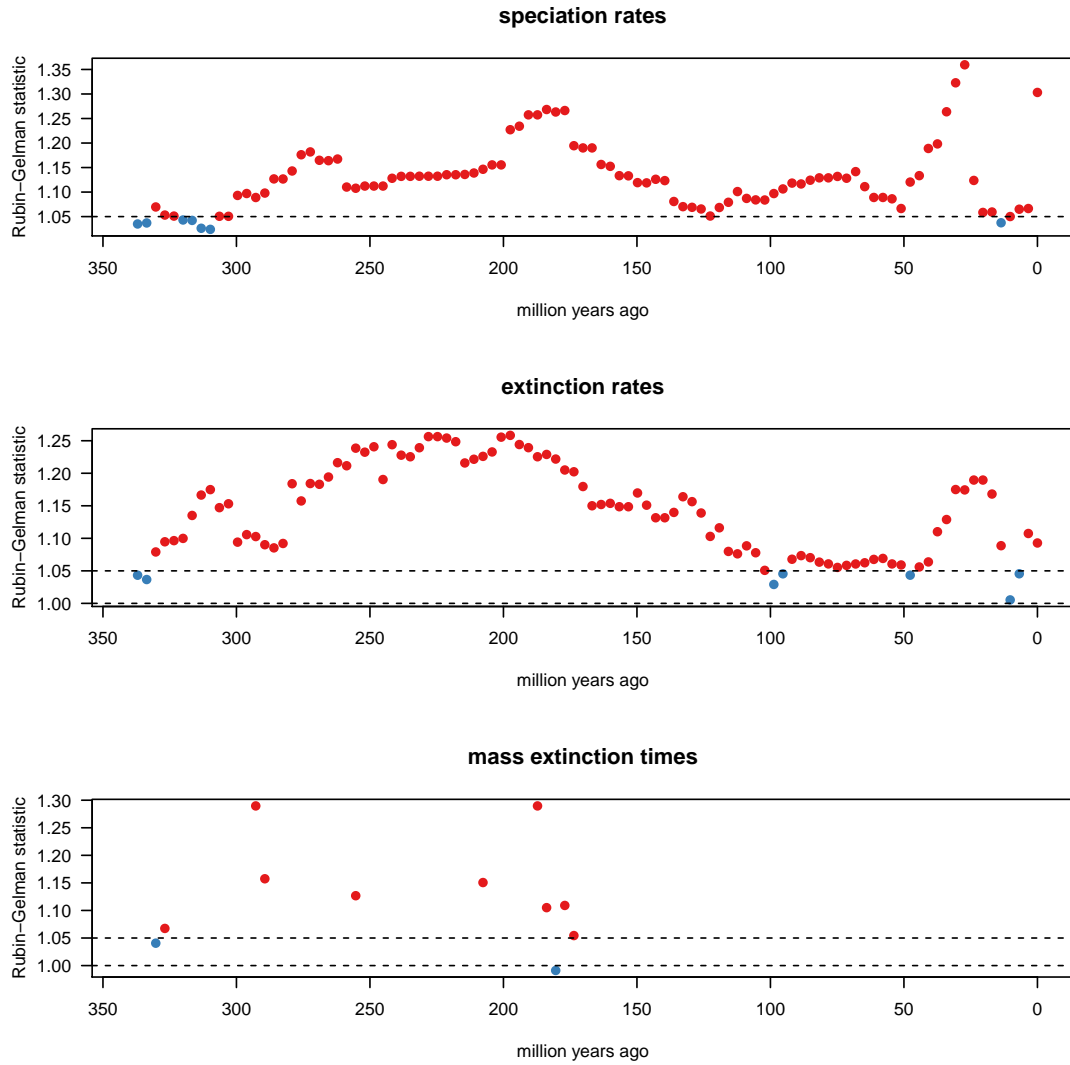 speciation rates
Rubin−Gelman statistic
1.35
1.30
1.25
1.20
1.15
1.10
1.05
350 300 250 200 150 100 50 0
million years ago
extinction rates
Rubin−Gelman statistic
1.25
1.20
1.15
1.10
1.05
1.00
350 300 250 200 150 100 50 0
million years ago
mass extinction times
Rubin−Gelman statistic
1.30
1.25
1.20
1.15
1.10
1.05
1.00
350 300 250 200 150 100 50 0
million years ago